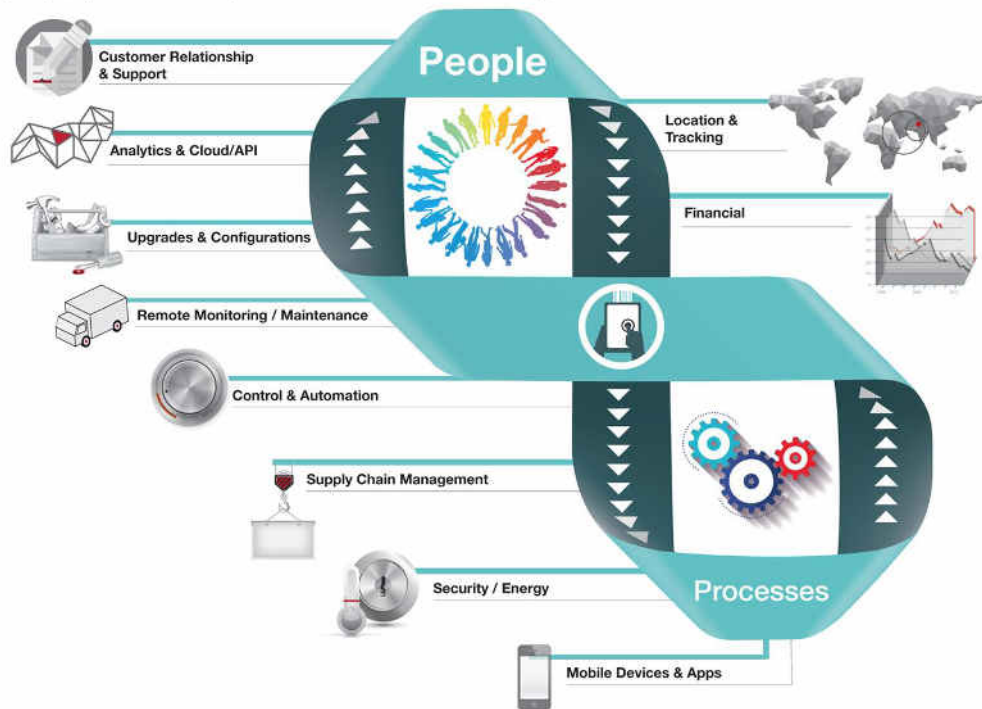 People
Customer Relationship
& Support
Location &
Tracking
Analytics & Cloud/API
Financial
Upgrades & Configurations
Remote Monitoring / Maintenance
Control & Automation
Supply Chain Management
Security / Energy
Processes
Mobile Devices & Apps